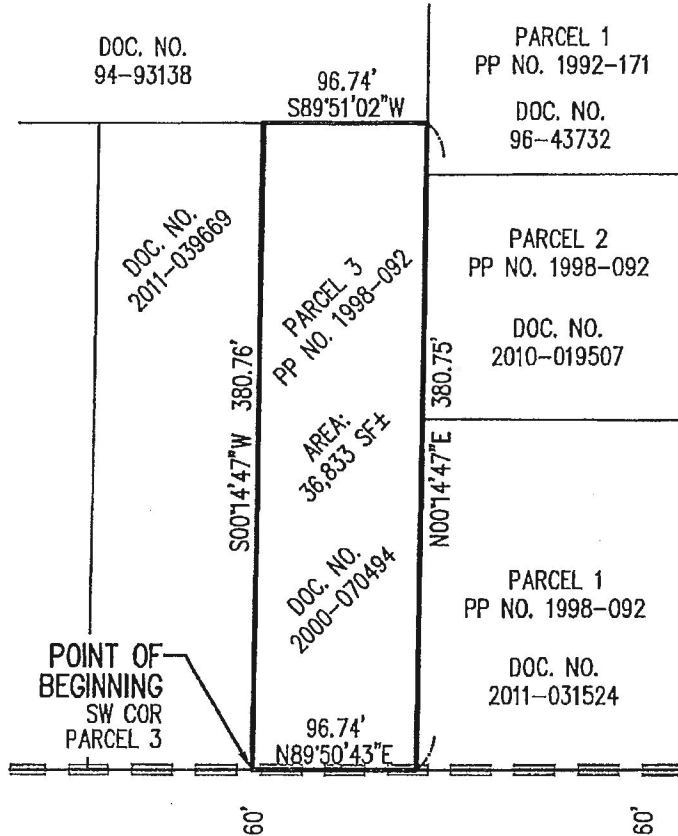 DOC. NO.
94-93138
96.74'
S89°51'02"W
PARCEL 1
PP NO. 1992-171
DOC. NO.
96-43732
DOC. NO.
2011-039669
PARCEL 3
PP NO. 1998-092
PARCEL 2
PP NO. 1998-092
DOC. NO.
2010-019507
S00°14'47"W 380.76'
AREA:
36,833 SF±
N00°14'47"E 380.75'
DOC. NO.
2000-070494
PARCEL 1
PP NO. 1998-092
DOC. NO.
2011-031524
POINT OF
BEGINNING
SW COR
PARCEL 3
96.74'
N89°50'43"E
60'
60'